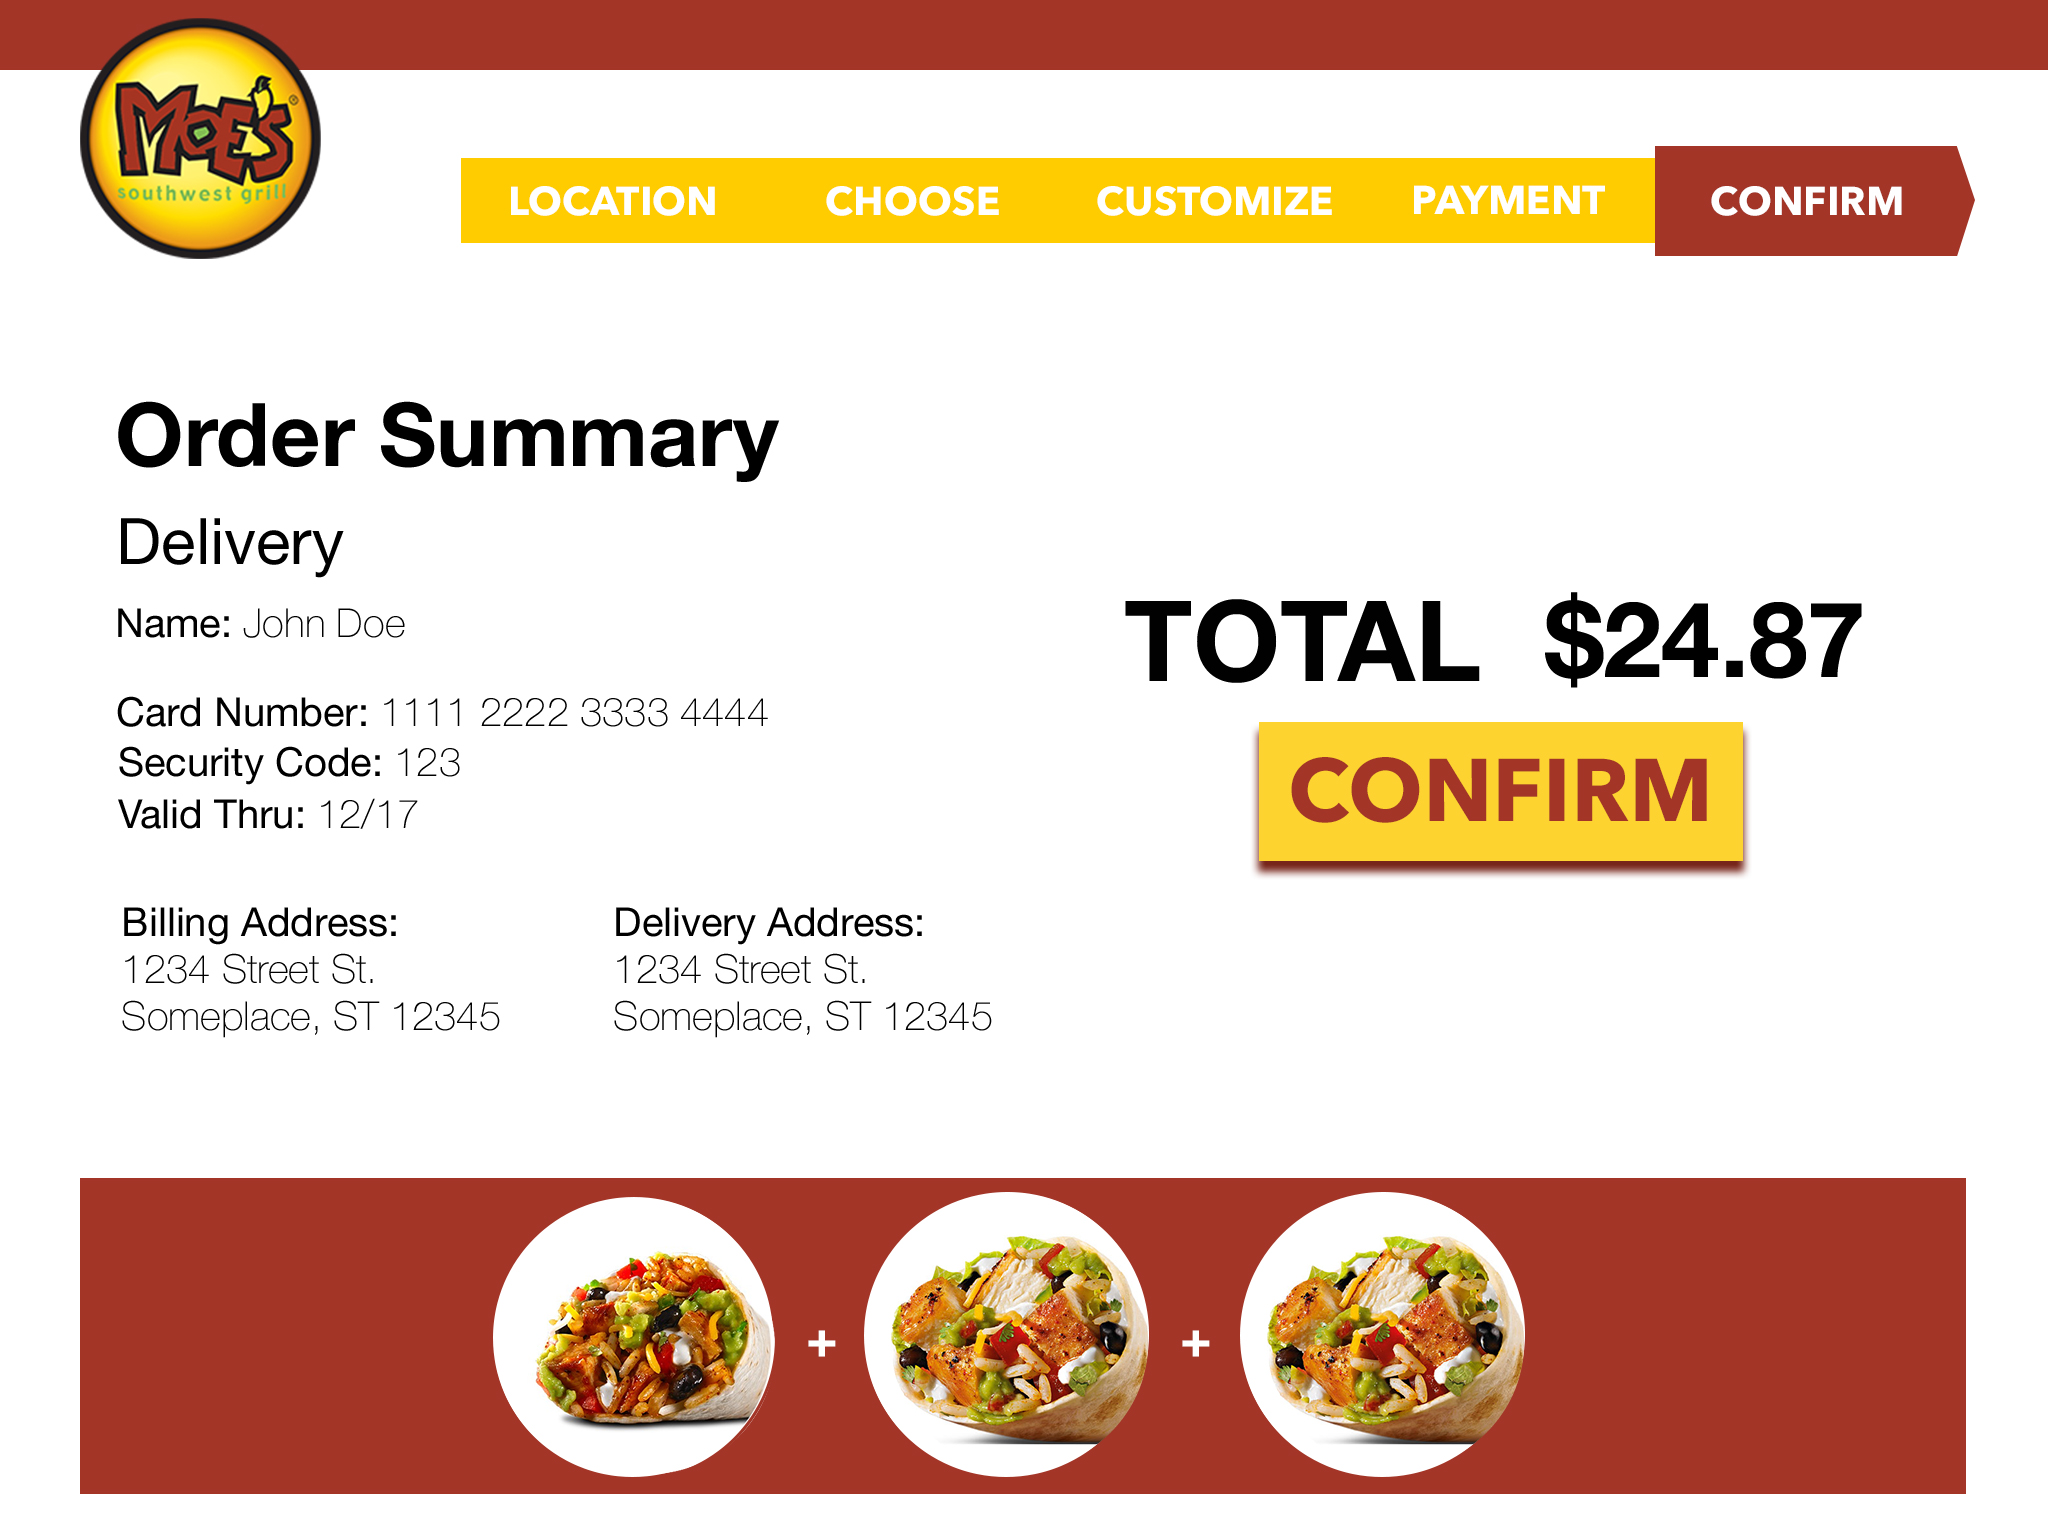 MOE'S®
southwest grill
LOCATION CHOOSE CUSTOMIZE PAYMENT CONFIRM
Order Summary
Delivery
Name: John Doe
Card Number: 1111 2222 3333 4444
Security Code: 123
Valid Thru: 12/17
Billing Address:
1234 Street St.
Someplace, ST 12345
Delivery Address:
1234 Street St.
Someplace, ST 12345
TOTAL $24.87
CONFIRM
+ +